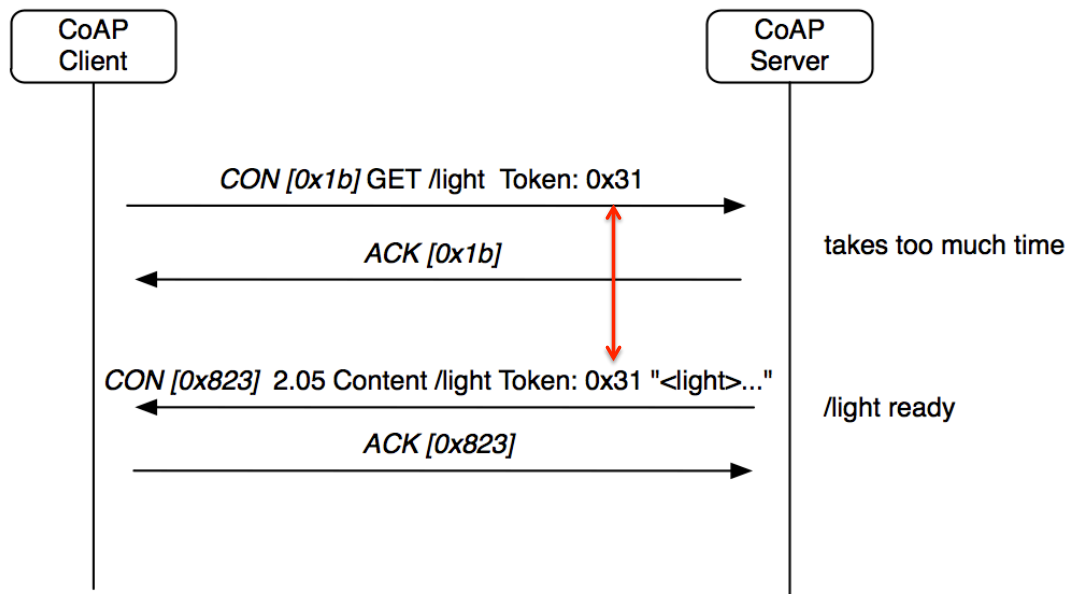 CoAP
Client
CoAP
Server
CON [0x1b] GET /light  Token: 0x31
takes too much time
ACK [0x1b]
CON [0x823]  2.05 Content /light Token: 0x31 "<light>..."
/light ready
ACK [0x823]